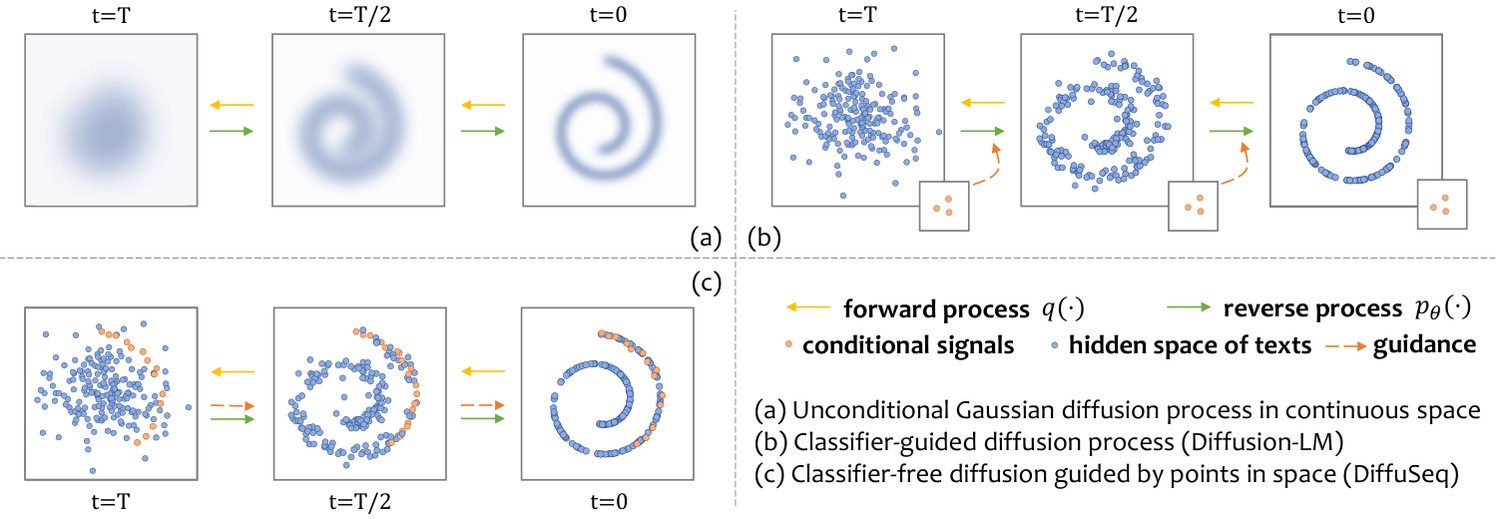 t=T
t=T/2
t=0
(a)
t=T
t=T/2
t=0
(b)
(c)
t=T
t=T/2
t=0
forward process q(·)
reverse process pθ(·)
conditional signals
hidden space of texts
guidance
(a) Unconditional Gaussian diffusion process in continuous space
(b) Classifier-guided diffusion process (Diffusion-LM)
(c) Classifier-free diffusion guided by points in space (DiffuSeq)